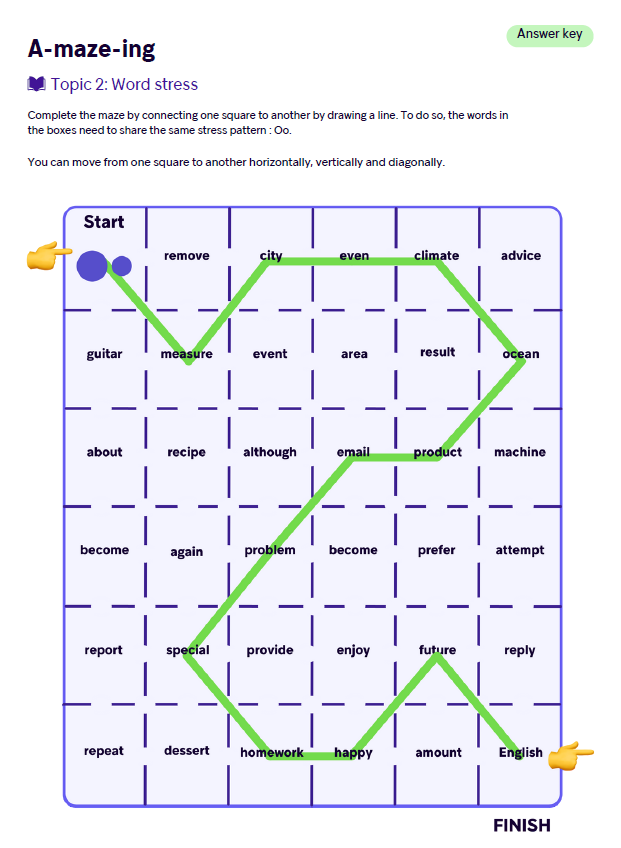 Answer key
A-maze-ing
Topic 2: Word stress
Complete the maze by connecting one square to another by drawing a line. To do so, the words in
the boxes need to share the same stress pattern : Oo.
You can move from one square to another horizontally, vertically and diagonally.
Start
remove city even climate advice
guitar measure event area result ocean
about recipe although email product machine
become again problem become prefer attempt
report special provide enjoy future reply
repeat dessert homework happy amount English
FINISH